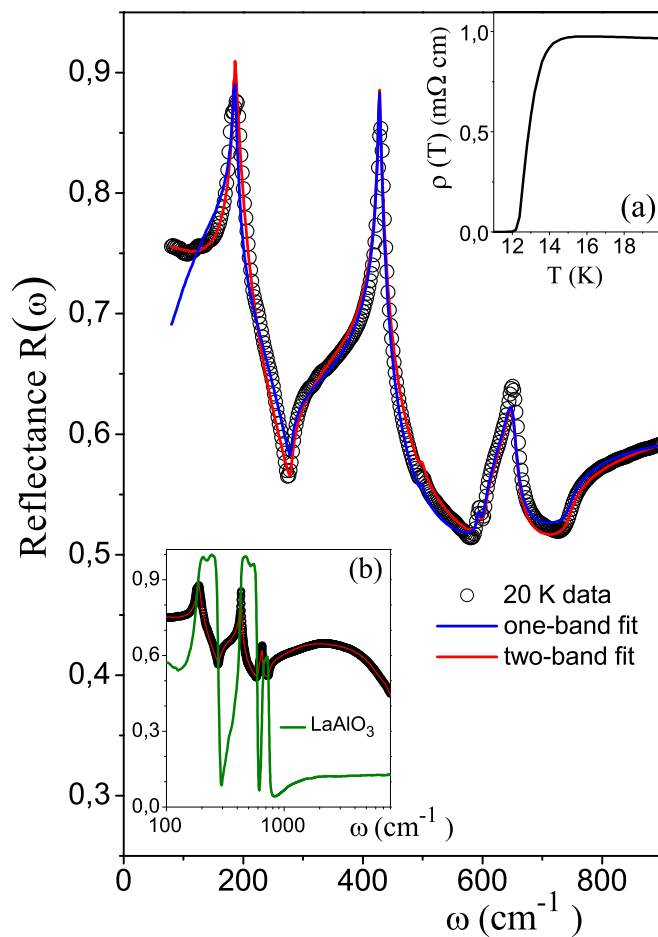 0,9
0,8
0,7
0,6
0,5
0,4
0,3
Reflectance R(ω)
0
200
400
600
800
ω (cm-1)
1,0
0,5
0,0
ρ (T) (mΩ cm)
12 14 16 18
T (K)
(a)
(b)
0,9
0,6
0,3
0,0
LaAlO3
100
1000
ω (cm-1)
20 K data
one-band fit
two-band fit